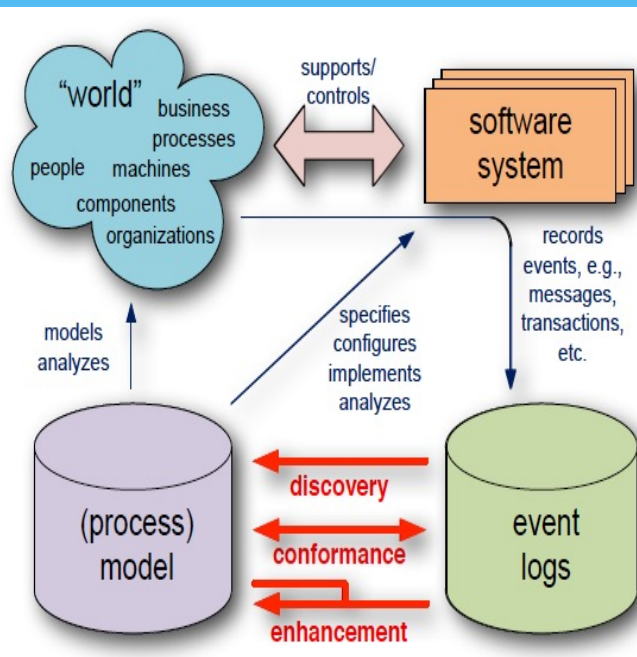 "world"
business
processes
people machines
components
organizations
supports/
controls
software
system
records
events, e.g.,
messages,
transactions,
etc.
models
analyzes
specifies
configures
implements
analyzes
(process)
model
discovery
conformance
enhancement
event
logs